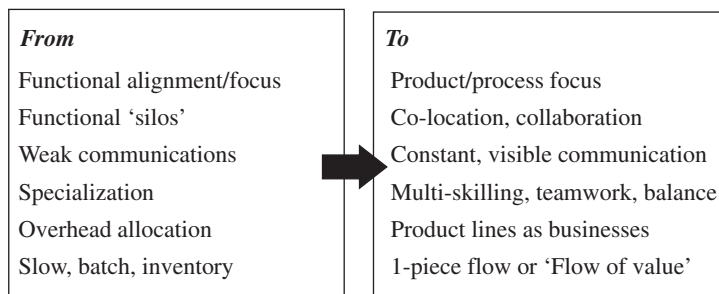 From
Functional alignment/focus
Functional ‘silos’
Weak communications
Specialization
Overhead allocation
Slow, batch, inventory
To
Product/process focus
Co-location, collaboration
Constant, visible communication
Multi-skilling, teamwork, balance
Product lines as businesses
1-piece flow or ‘Flow of value’